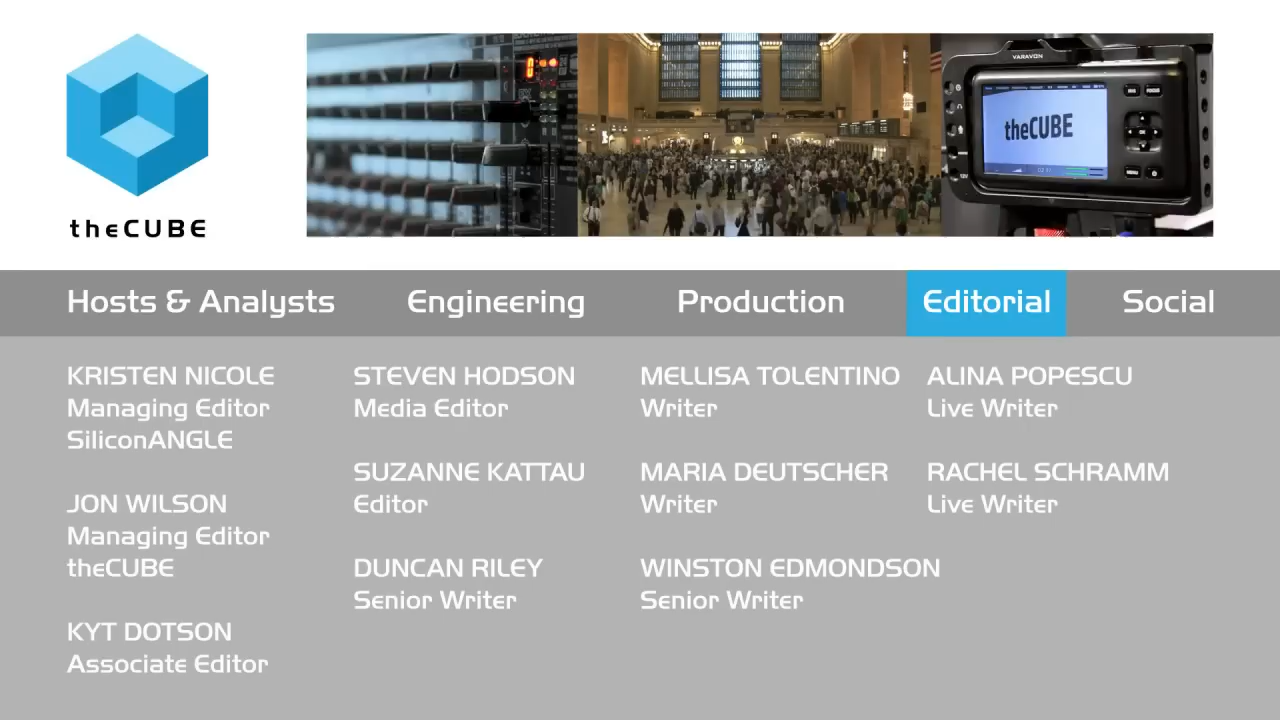 theCUBE
VARAVON
theCUBE
Hosts & Analysts
Engineering
Production
Editorial
Social
KRISTEN NICOLE
Managing Editor
SiliconANGLE
JON WILSON
Managing Editor
theCUBE
KYT DOTSON
Associate Editor
STEVEN HODSON
Media Editor
SUZANNE KATTAU
Editor
DUNCAN RILEY
Senior Writer
MELLISA TOLENTINO
Writer
MARIA DEUTSCHER
Writer
WINSTON EDMONDSON
Senior Writer
ALINA POPESCU
Live Writer
RACHEL SCHRAMM
Live Writer